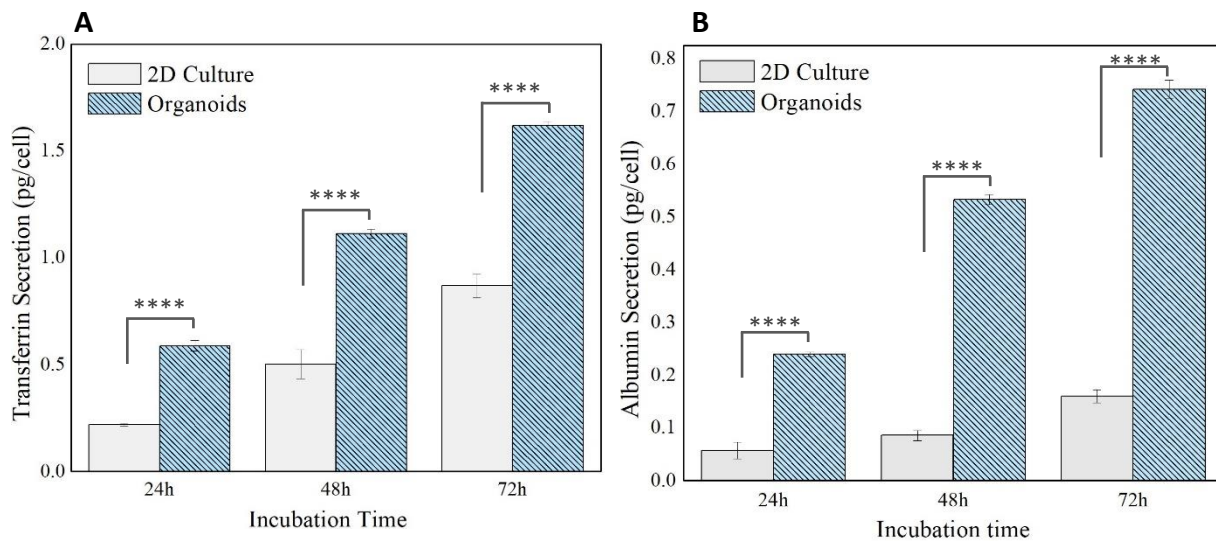 A
Transferrin Secretion (pg/cell)
2.0
1.5
1.0
0.5
0.0
2D Culture
Organoids
****
****
****
24h
48h
72h
Incubation Time
B
Albumin Secretion (pg/cell)
0.8
0.7
0.6
0.5
0.4
0.3
0.2
0.1
0.0
2D Culture
Organoids
****
****
****
24h
48h
72h
Incubation time